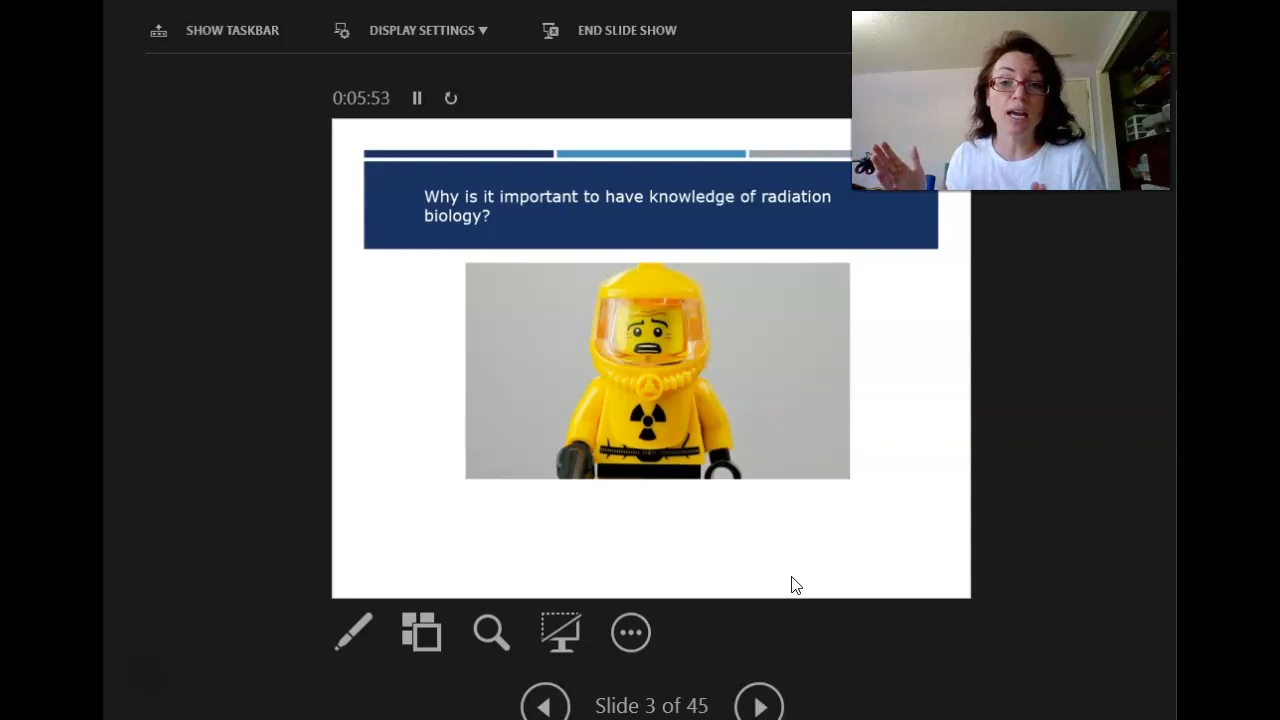 SHOW TASKBAR
DISPLAY SETTINGS ▼
END SLIDE SHOW
0:05:53
Why is it important to have knowledge of radiation
biology?
Slide 3 of 45